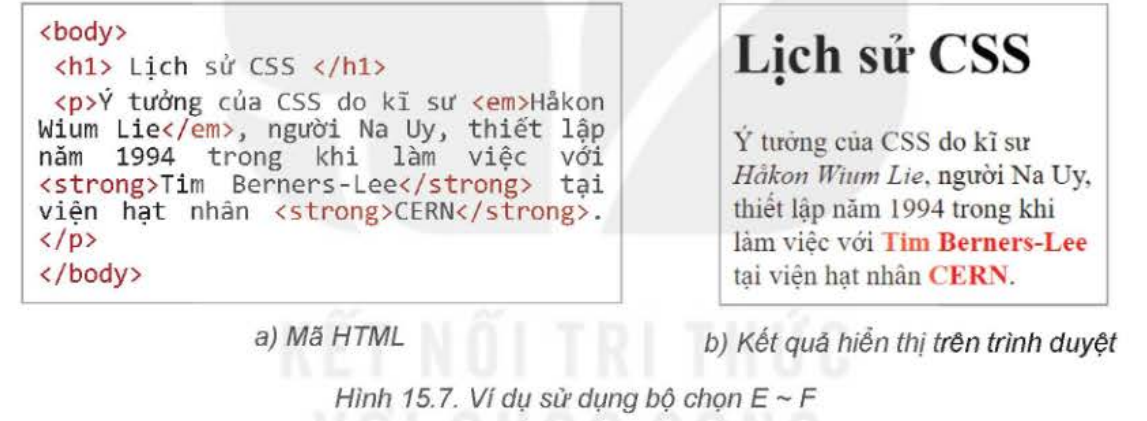 <body>
<h1> Lịch sử CSS </h1>
<p>Ý tưởng của CSS do kĩ sư <em>Håkon
Wium Lie</em>, người Na Uy, thiết lập
năm 1994 trong khi làm việc với
<strong>Tim Berners-Lee</strong> tại
viện hạt nhân <strong>CERN</strong>.
</p>
</body>
a) Mã HTML
Lịch sử CSS
Ý tưởng của CSS do kĩ sư
Håkon Wium Lie, người Na Uy,
thiết lập năm 1994 trong khi
làm việc với Tim Berners-Lee
tại viện hạt nhân CERN.
b) Kết quả hiển thị trên trình duyệt
KẾT NỐI TRI THỨC
Hình 15.7. Ví dụ sử dụng bộ chọn E ~ F